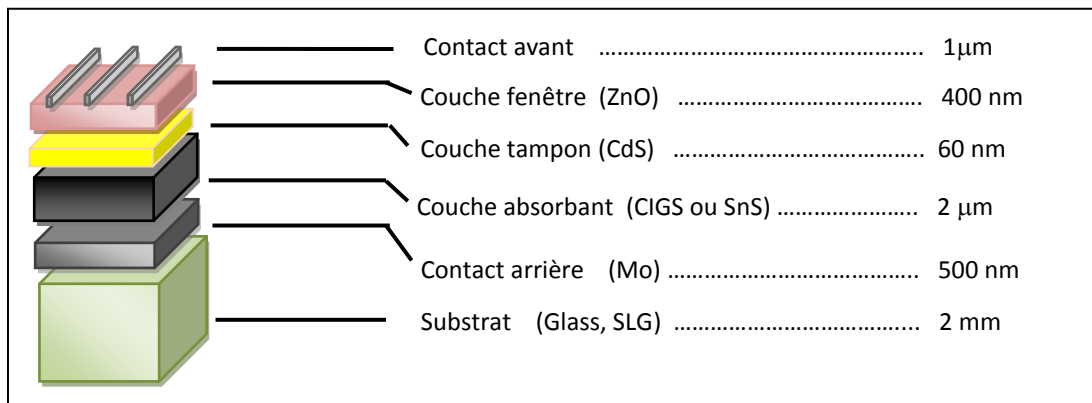 Contact avant ………………………………………….. 1μm
Couche fenêtre (ZnO) ………………………………. 400 nm
Couche tampon (CdS) ………………………………. 60 nm
Couche absorbant (CIGS ou SnS) ……………….. 2 μm
Contact arrière (Mo) ……………………………….. 500 nm
Substrat (Glass, SLG) ………………………………... 2 mm